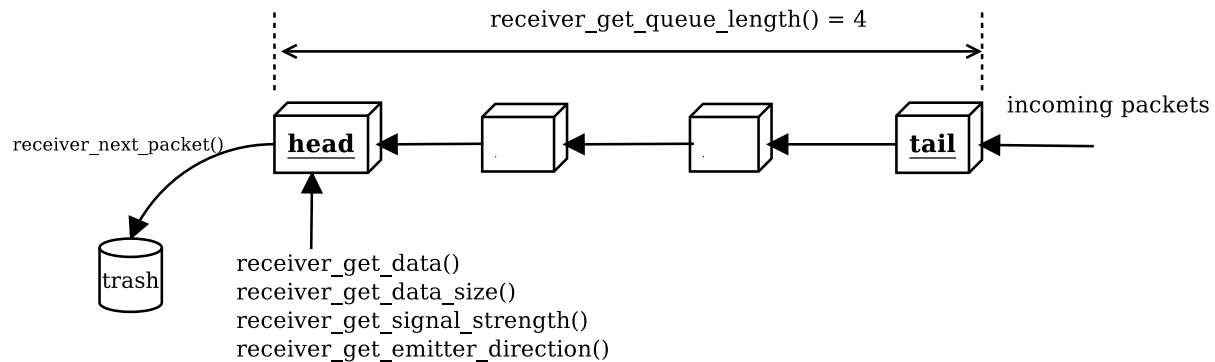 receiver_get_queue_length() = 4
incoming packets
receiver_next_packet()
head
.
.
tail
trash
receiver_get_data()
receiver_get_data_size()
receiver_get_signal_strength()
receiver_get_emitter_direction()